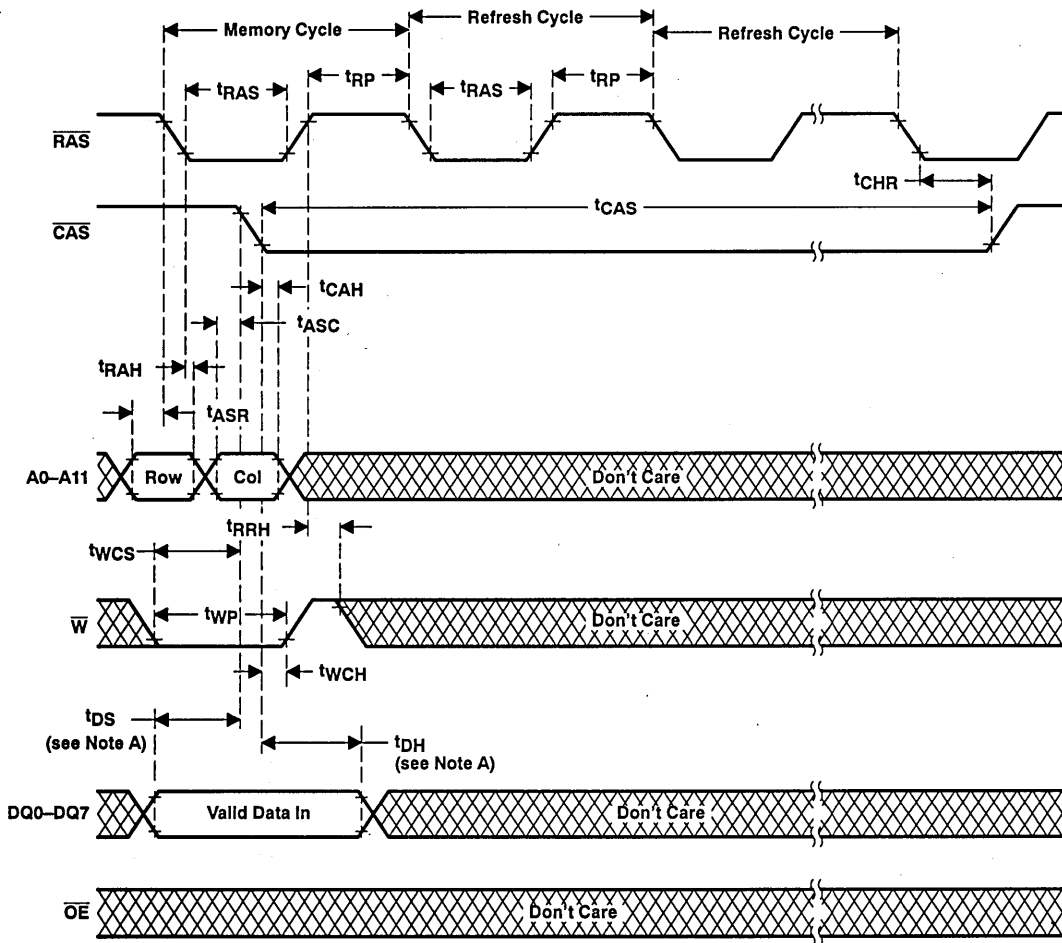 Memory Cycle
Refresh Cycle
Refresh Cycle
tRAS
tRP
tRAS
tRP
RAS
tCHR
tCAS
CAS
tCAH
tASC
tRAH
tASR
A0–A11
Row
Col
Don't Care
tRRH
tWCS
tWP
W
Don't Care
tWCH
tDS
(see Note A)
tDH
(see Note A)
DQ0–DQ7
Valid Data In
Don't Care
OE
Don't Care